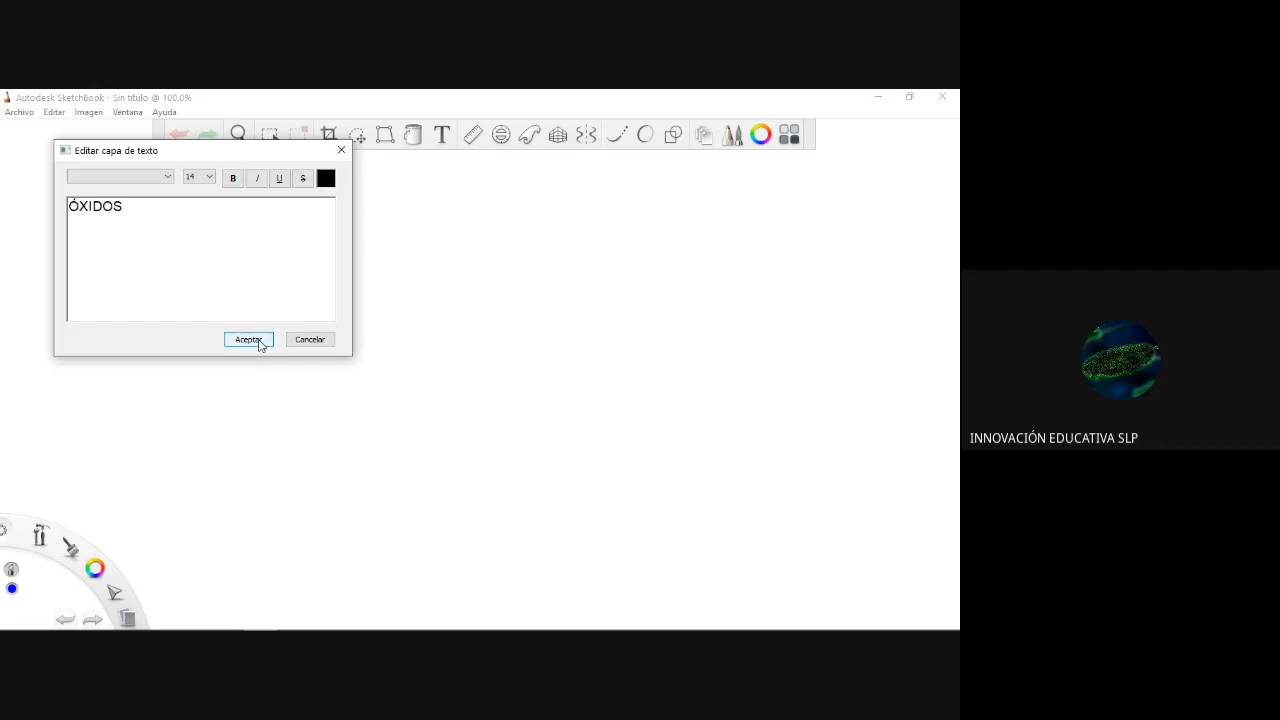 Autodesk SketchBook - Sin título @ 100.0%
Archivo Editar Imagen Ventana Ayuda
T
Editar capa de texto
14 B I U S
ÓXIDOS
Aceptar Cancelar
INNOVACIÓN EDUCATIVA SLP